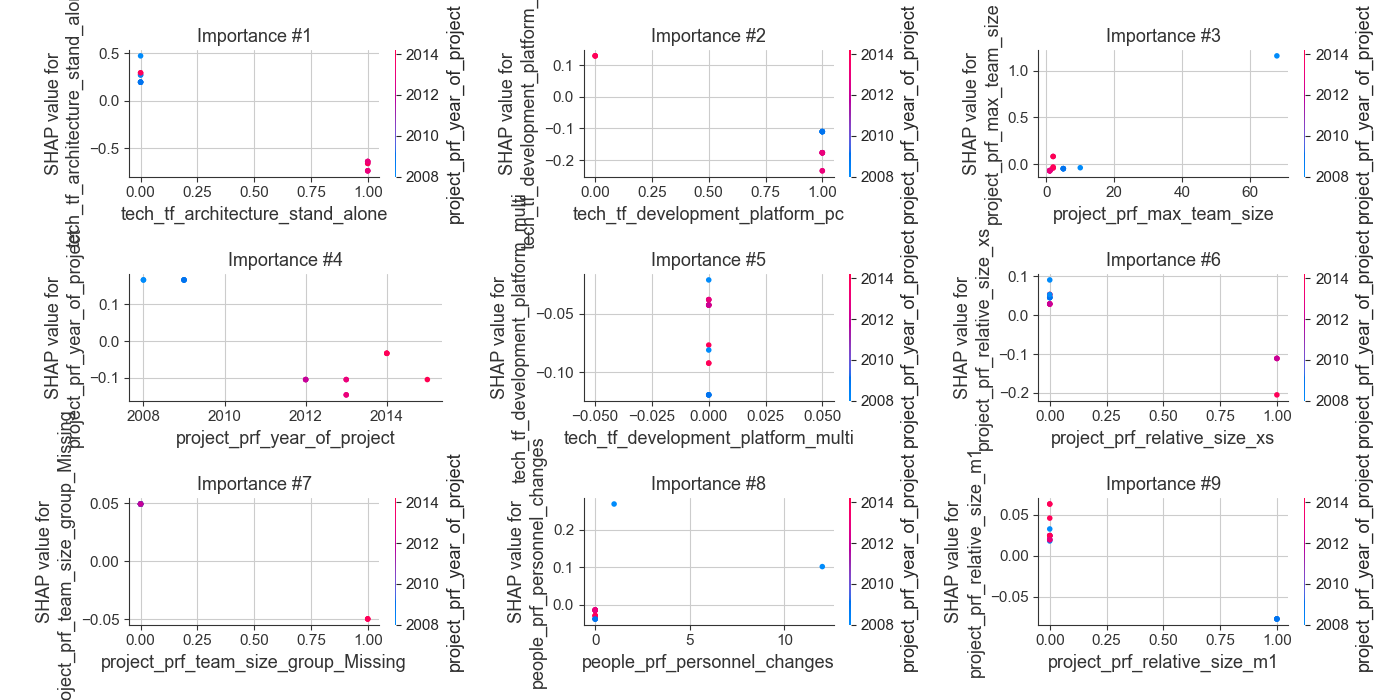 Importance #1
SHAP value for
tech_tf_architecture_stand_alone
0.5
0.0
−0.5
0.00
0.25
0.50
0.75
1.00
tech_tf_architecture_stand_alone
2014
2012
2010
2008
project_prf_year_of_project
Importance #2
SHAP value for
tech_tf_development_platform_
0.1
0.0
−0.1
−0.2
0.00
0.25
0.50
0.75
1.00
tech_tf_development_platform_pc
2014
2012
2010
2008
project_prf_year_of_project
Importance #3
SHAP value for
project_prf_max_team_size
1.0
0.5
0.0
0
20
40
60
project_prf_max_team_size
2014
2012
2010
2008
project_prf_year_of_project
Importance #4
SHAP value for
project_prf_year_of_project
0.1
0.0
−0.1
2008
2010
2012
2014
project_prf_year_of_project
Importance #5
SHAP value for
tech_tf_development_platform_multi
−0.05
−0.10
−0.050
−0.025
0.000
0.025
0.050
tech_tf_development_platform_multi
2014
2012
2010
2008
project_prf_year_of_project
Importance #6
SHAP value for
project_prf_relative_size_xs
0.1
0.0
−0.1
−0.2
0.00
0.25
0.50
0.75
1.00
project_prf_relative_size_xs
2014
2012
2010
2008
project_prf_year_of_project
Importance #7
SHAP value for
project_prf_team_size_group_Missing
0.05
0.00
−0.05
0.00
0.25
0.50
0.75
1.00
project_prf_team_size_group_Missing
2014
2012
2010
2008
project_prf_year_of_project
Importance #8
SHAP value for
people_prf_personnel_changes
0.2
0.1
0.0
0
5
10
people_prf_personnel_changes
2014
2012
2010
2008
project_prf_year_of_project
Importance #9
SHAP value for
project_prf_relative_size_m1
0.05
0.00
−0.05
0.00
0.25
0.50
0.75
1.00
project_prf_relative_size_m1
2014
2012
2010
2008
project_prf_year_of_project